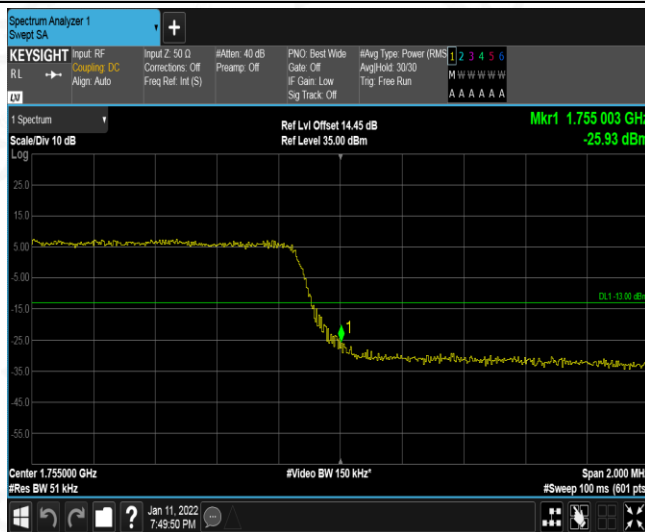 Spectrum Analyzer 1
Swept SA
+
KEYSIGHT Input: RF Input Z: 50 Ω #Atten: 40 dB PNO: Best Wide #Avg Type: Power (RMS 1 2 3 4 5 6
RL Coupling: DC Corrections: Off Preamp: Off Gate: Off Avg|Hold: 30/30 M W W W W W
Align: Auto Freq Ref: Int (S) IF Gain: Low Trig: Free Run
LXI Sig Track: Off A A A A A A
1 Spectrum Ref Lvl Offset 14.45 dB Mkr1 1.755 003 GHz
Scale/Div 10 dB Ref Level 35.00 dBm -25.93 dBm
Log
25.0
15.0
5.00
-5.00
DL1 -13.00 dBm
-15.0
1
-25.0
-35.0
-45.0
-55.0
Center 1.755000 GHz #Video BW 150 kHz* Span 2.000 MH
#Res BW 51 kHz #Sweep 100 ms (601 pts
? Jan 11, 2022
7:49:50 PM